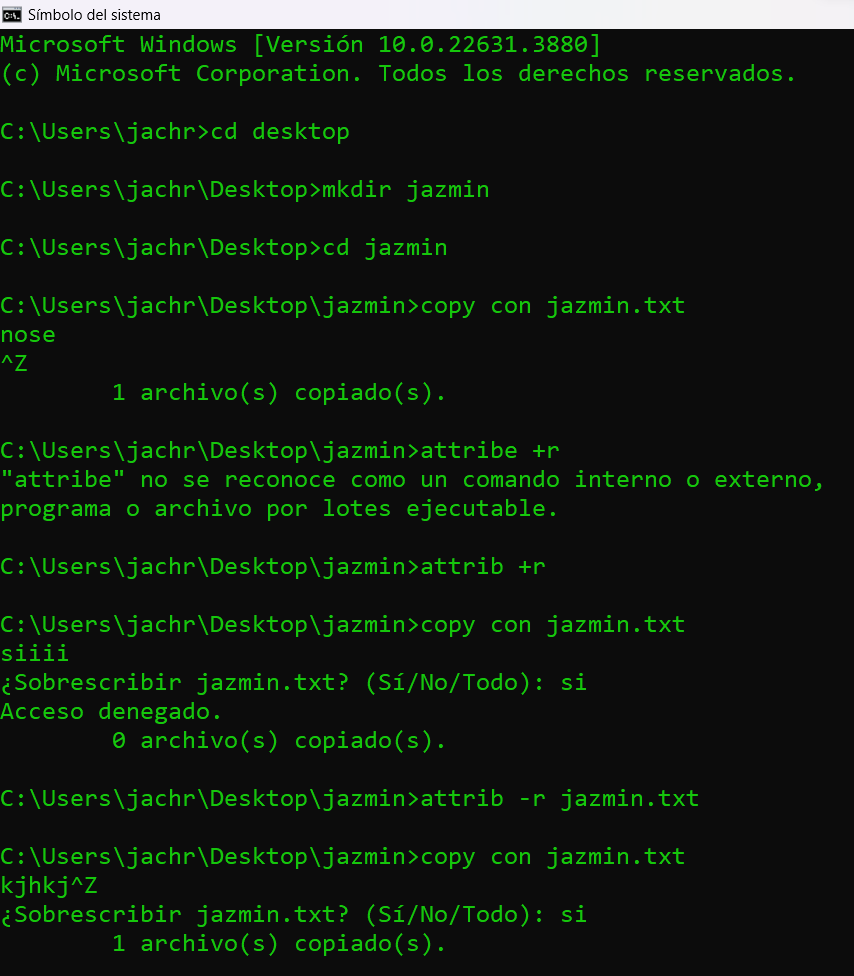 Símbolo del sistema
Microsoft Windows [Versión 10.0.22631.3880]
(c) Microsoft Corporation. Todos los derechos reservados.
C:\Users\jachr>cd desktop
C:\Users\jachr\Desktop>mkdir jazmin
C:\Users\jachr\Desktop>cd jazmin
C:\Users\jachr\Desktop\jazmin>copy con jazmin.txt
nose
^Z
        1 archivo(s) copiado(s).
C:\Users\jachr\Desktop\jazmin>attribe +r
"attribe" no se reconoce como un comando interno o externo,
programa o archivo por lotes ejecutable.
C:\Users\jachr\Desktop\jazmin>attrib +r
C:\Users\jachr\Desktop\jazmin>copy con jazmin.txt
siiii
¿Sobrescribir jazmin.txt? (Sí/No/Todo): si
Acceso denegado.
        0 archivo(s) copiado(s).
C:\Users\jachr\Desktop\jazmin>attrib -r jazmin.txt
C:\Users\jachr\Desktop\jazmin>copy con jazmin.txt
kjhkj^Z
¿Sobrescribir jazmin.txt? (Sí/No/Todo): si
        1 archivo(s) copiado(s).